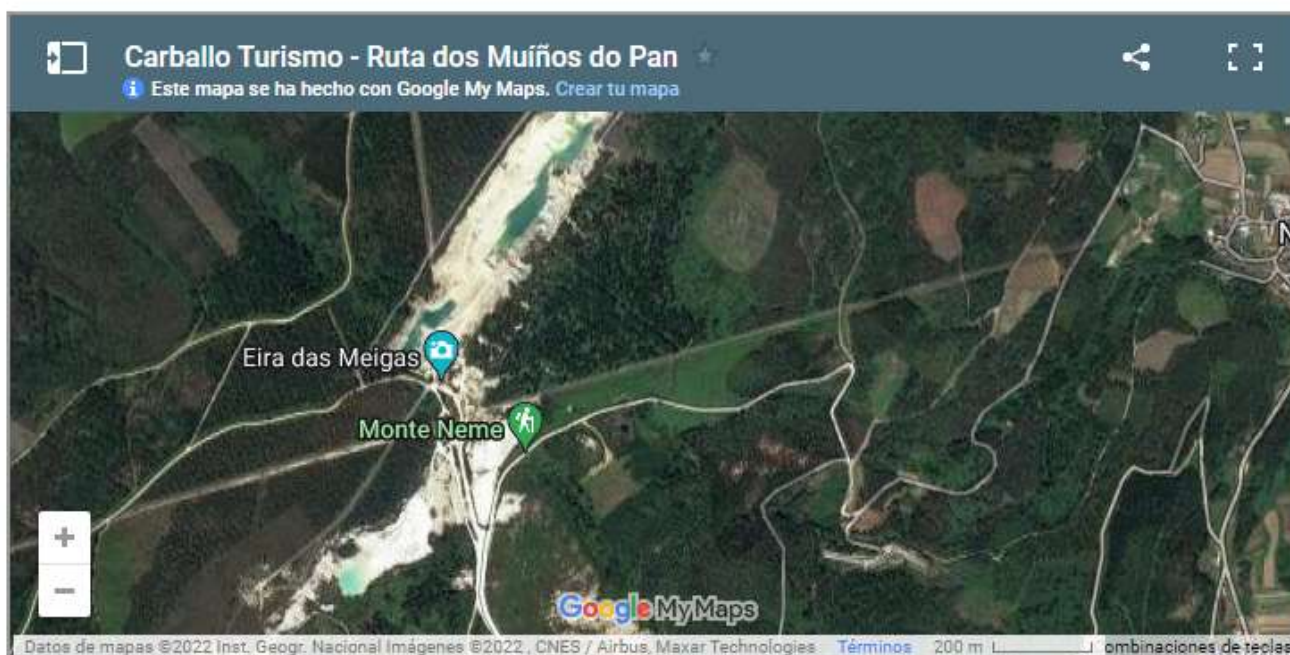 Carballo Turismo - Ruta dos Muíños do Pan
Este mapa se ha hecho con Google My Maps. Crear tu mapa
N
Eira das Meigas
Monte Neme
Google My Maps
Datos de mapas ©2022 Inst. Geogr. Nacional Imágenes ©2022 , CNES / Airbus, Maxar Technologies Términos 200 m ombinaciones de teclas